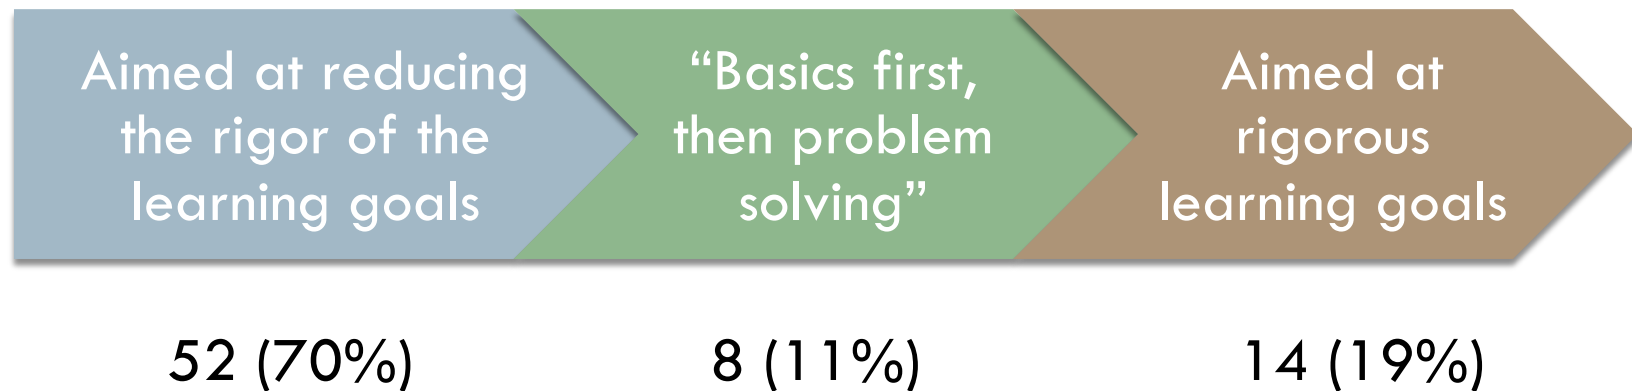 Aimed at reducing
the rigor of the
learning goals
“Basics first,
then problem
solving”
Aimed at
rigorous
learning goals
52 (70%)
8 (11%)
14 (19%)